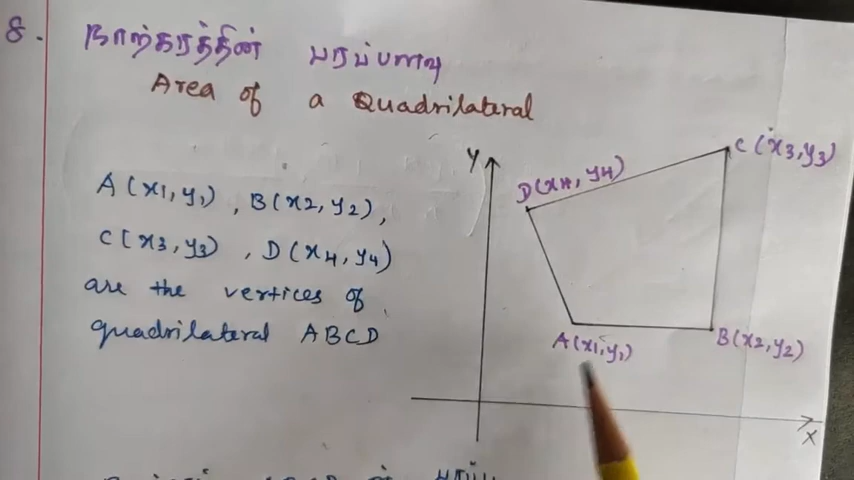 8. நாற்கரத்தின் பரப்பளவு
Area of a Quadrilateral
A(x1,y1), B(x2,y2),
C(x3,y3), D(x4,y4)
are the vertices of
quadrilateral ABCD
Y
C(x3,y3)
D(x4,y4)
A(x1,y1)
B(x2,y2)
X